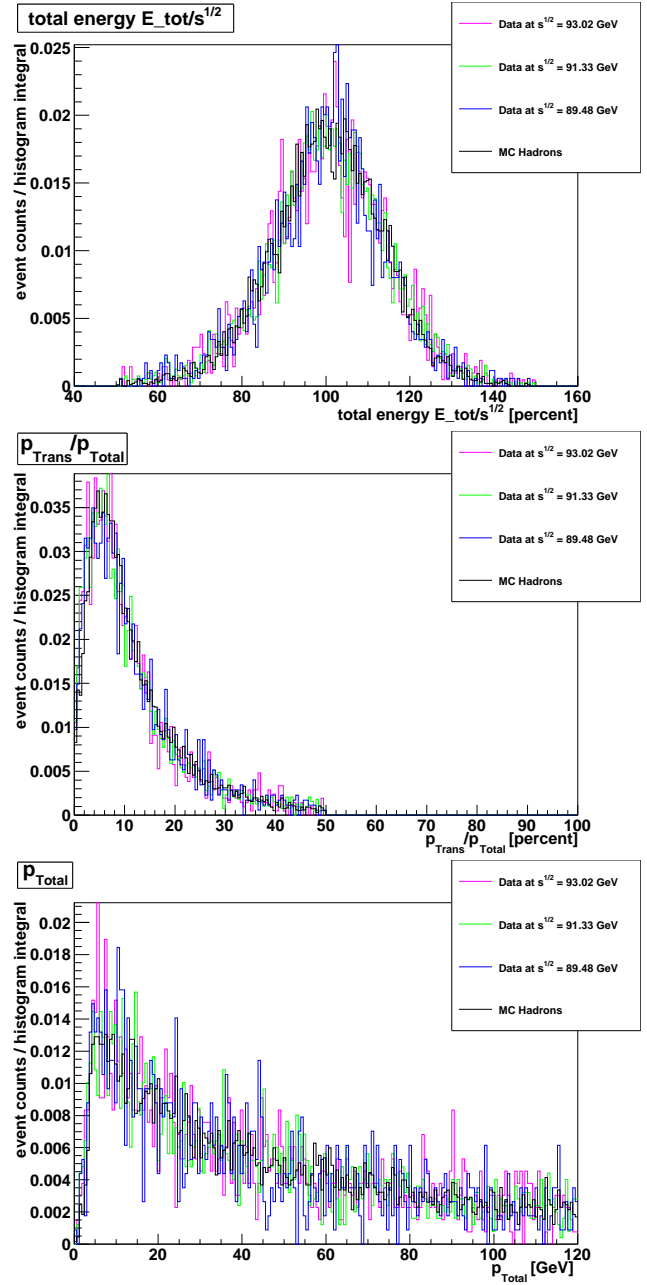 total energy E_tot/s^1/2
Data at s^1/2 = 93.02 GeV
Data at s^1/2 = 91.33 GeV
Data at s^1/2 = 89.48 GeV
MC Hadrons
event counts / histogram integral
0.025
0.02
0.015
0.01
0.005
0
40 60 80 100 120 140 160
total energy E_tot/s^1/2 [percent]
p_Trans/p_Total
Data at s^1/2 = 93.02 GeV
Data at s^1/2 = 91.33 GeV
Data at s^1/2 = 89.48 GeV
MC Hadrons
event counts / histogram integral
0.035
0.03
0.025
0.02
0.015
0.01
0.005
0
0 10 20 30 40 50 60 70 80 90 100
p_Trans/p_Total [percent]
p_Total
Data at s^1/2 = 93.02 GeV
Data at s^1/2 = 91.33 GeV
Data at s^1/2 = 89.48 GeV
MC Hadrons
event counts / histogram integral
0.02
0.018
0.016
0.014
0.012
0.01
0.008
0.006
0.004
0.002
0
0 20 40 60 80 100 120
p_Total [GeV]